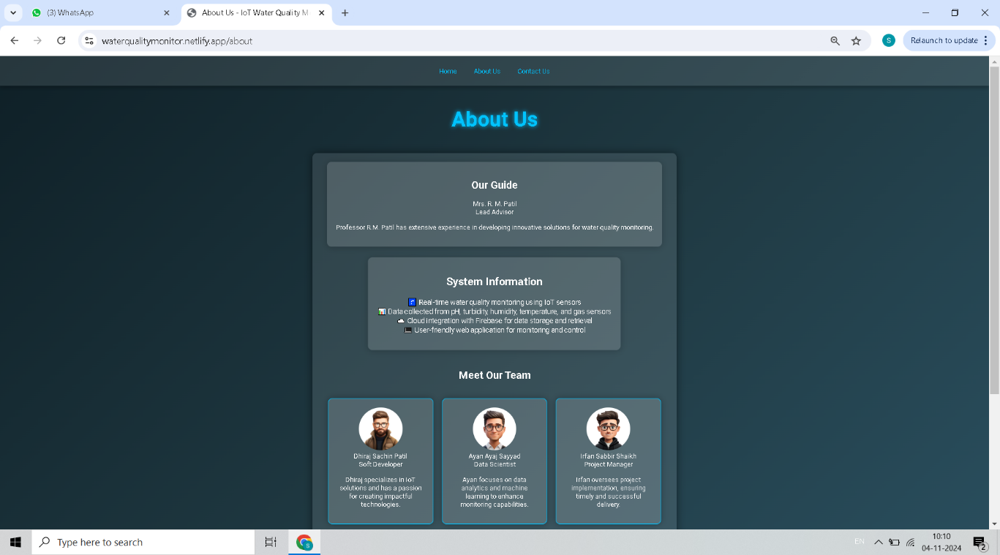 (3) WhatsApp
About Us - IoT Water Quality M
waterqualitymonitor.netlify.app/about
S
Relaunch to update
Home
About Us
Contact Us
About Us
Our Guide
Mrs. R. M. Patil
Lead Advisor
Professor R.M. Patil has extensive experience in developing innovative solutions for water quality monitoring.
System Information
Real-time water quality monitoring using IoT sensors
Data collected from pH, turbidity, humidity, temperature, and gas sensors
Cloud integration with Firebase for data storage and retrieval
User-friendly web application for monitoring and control
Meet Our Team
Dhiraj Sachin Patil
Soft Developer
Dhiraj specializes in IoT
solutions and has a passion
for creating impactful
technologies.
Ayan Ayaj Sayyad
Data Scientist
Ayan focuses on data
analytics and machine
learning to enhance
monitoring capabilities.
Irfan Sabbir Shaikh
Project Manager
Irfan oversees project
implementation, ensuring
timely and successful
delivery.
Type here to search
S
EN
10:10
04-11-2024
2